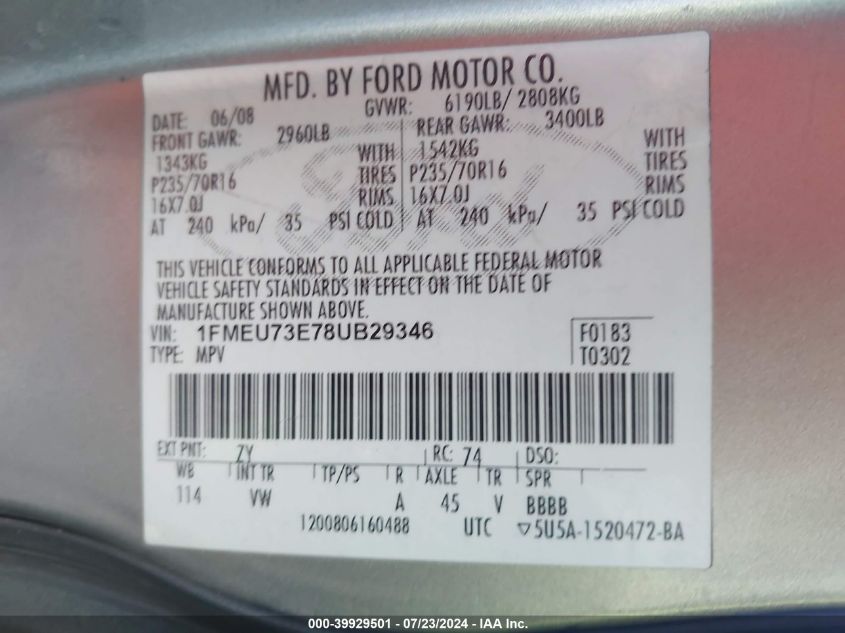 MFD. BY FORD MOTOR CO.
DATE: 06/08 GVWR: 6190LB/ 2808KG
FRONT GAWR: 2960LB REAR GAWR: 3400LB
1343KG WITH 1542KG WITH
P235/70R16 TIRES P235/70R16 TIRES
16X7.0J RIMS 16X7.0J RIMS
AT 240 kPa/ 35 PSI COLD AT 240 kPa/ 35 PSI COLD
THIS VEHICLE CONFORMS TO ALL APPLICABLE FEDERAL MOTOR
VEHICLE SAFETY STANDARDS IN EFFECT ON THE DATE OF
MANUFACTURE SHOWN ABOVE.
VIN: 1FMEU73E78UB29346 F0183
TYPE: MPV T0302
EXT PNT: ZY RC: 74 DSO:
WB INT TR TP/PS R AXLE TR SPR
114 VW A 45 V BBBB
1200806160488 UTC ▽5U5A-1520472-BA
000-39929501 - 07/23/2024 - IAA Inc.